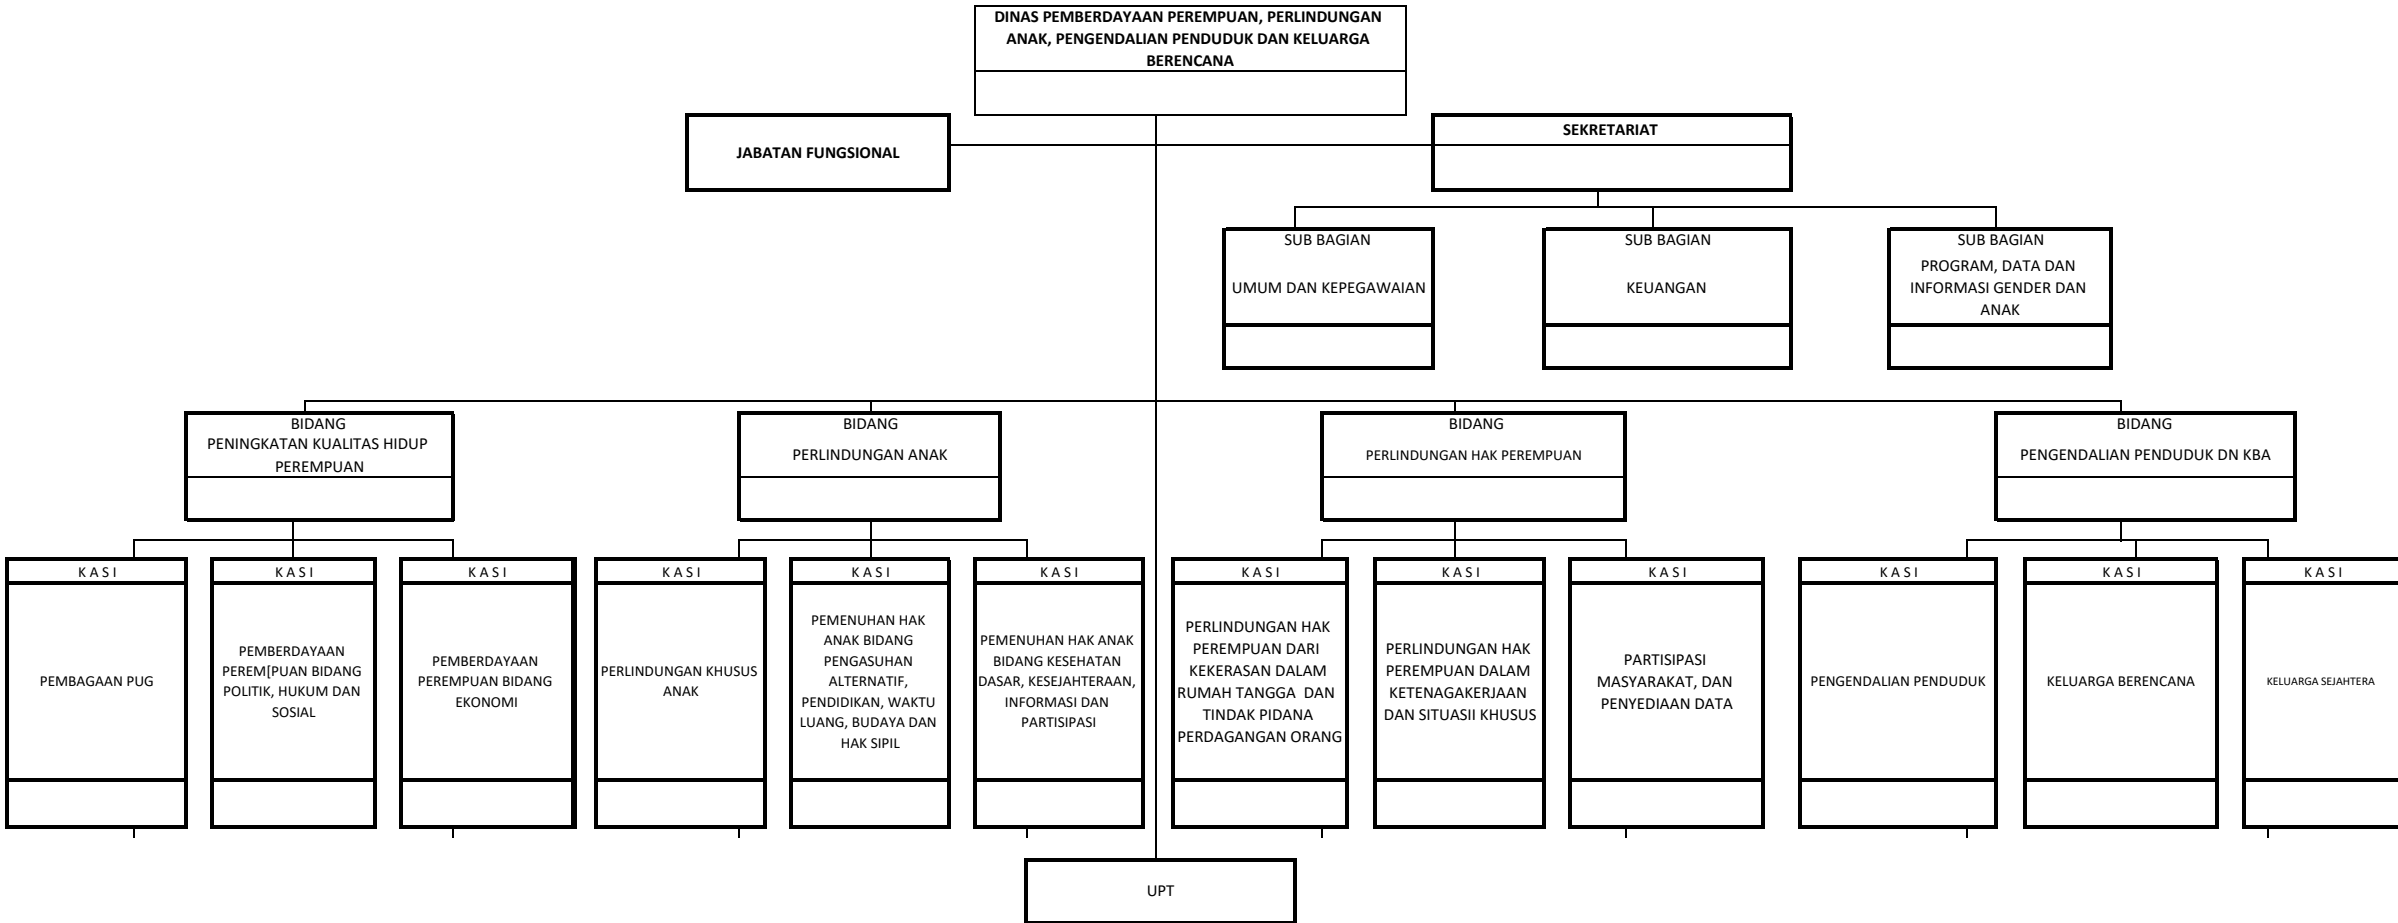 DINAS PEMBERDAYAAN PEREMPUAN, PERLINDUNGAN
ANAK, PENGENDALIAN PENDUDUK DAN KELUARGA
BERENCANA
JABATAN FUNGSIONAL
SEKRETARIAT
SUB BAGIAN
UMUM DAN KEPEGAWAIAN
SUB BAGIAN
KEUANGAN
SUB BAGIAN
PROGRAM, DATA DAN
INFORMASI GENDER DAN
ANAK
BIDANG
PENINGKATAN KUALITAS HIDUP
PEREMPUAN
BIDANG
PERLINDUNGAN ANAK
BIDANG
PERLINDUNGAN HAK PEREMPUAN
BIDANG
PENGENDALIAN PENDUDUK DN KBA
K A S I
PEMBAGAAN PUG
K A S I
PEMBERDAYAAN
PEREM[PUAN BIDANG
POLITIK, HUKUM DAN
SOSIAL
K A S I
PEMBERDAYAAN
PEREMPUAN BIDANG
EKONOMI
K A S I
PERLINDUNGAN KHUSUS
ANAK
K A S I
PEMENUHAN HAK
ANAK BIDANG
PENGASUHAN
ALTERNATIF,
PENDIDIKAN, WAKTU
LUANG, BUDAYA DAN
HAK SIPIL
K A S I
PEMENUHAN HAK ANAK
BIDANG KESEHATAN
DASAR, KESEJAHTERAAN,
INFORMASI DAN
PARTISIPASI
K A S I
PERLINDUNGAN HAK
PEREMPUAN DARI
KEKERASAN DALAM
RUMAH TANGGA  DAN
TINDAK PIDANA
PERDAGANGAN ORANG
K A S I
PERLINDUNGAN HAK
PEREMPUAN DALAM
KETENAGAKERJAAN
DAN SITUASII KHUSUS
K A S I
PARTISIPASI
MASYARAKAT, DAN
PENYEDIAAN DATA
K A S I
PENGENDALIAN PENDUDUK
K A S I
KELUARGA BERENCANA
K A S I
KELUARGA SEJAHTERA
UPT